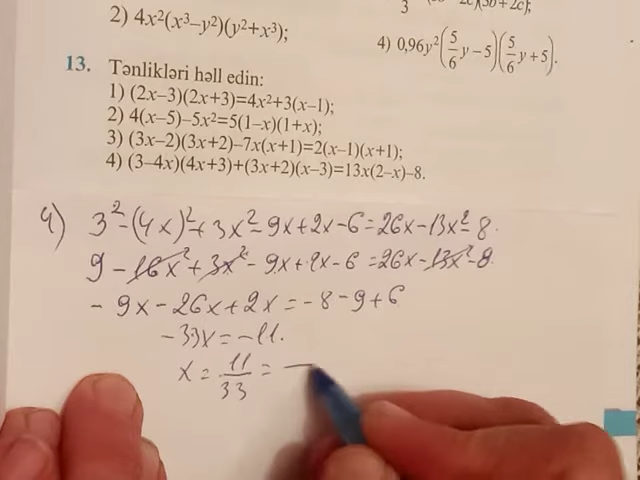 2) 4x²(x³–y²)(y²+x³);
4) 0,96y²(5/6 y – 5)(5/6 y + 5).
13. Tənlikləri həll edin:
1) (2x–3)(2x+3)=4x²+3(x–1);
2) 4(x–5)–5x²=5(1–x)(1+x);
3) (3x–2)(3x+2)–7x(x+1)=2(x–1)(x+1);
4) (3–4x)(4x+3)+(3x+2)(x–3)=13x(2–x)–8.
4) 3² – (4x)² + 3x² – 9x + 2x – 6 = 26x – 13x² – 8.
9 – 16x² + 3x² – 9x + 2x – 6 = 26x – 13x² – 8
– 9x – 26x + 2x = – 8 – 9 + 6
– 33x = – 11.
x = 11/33 = —